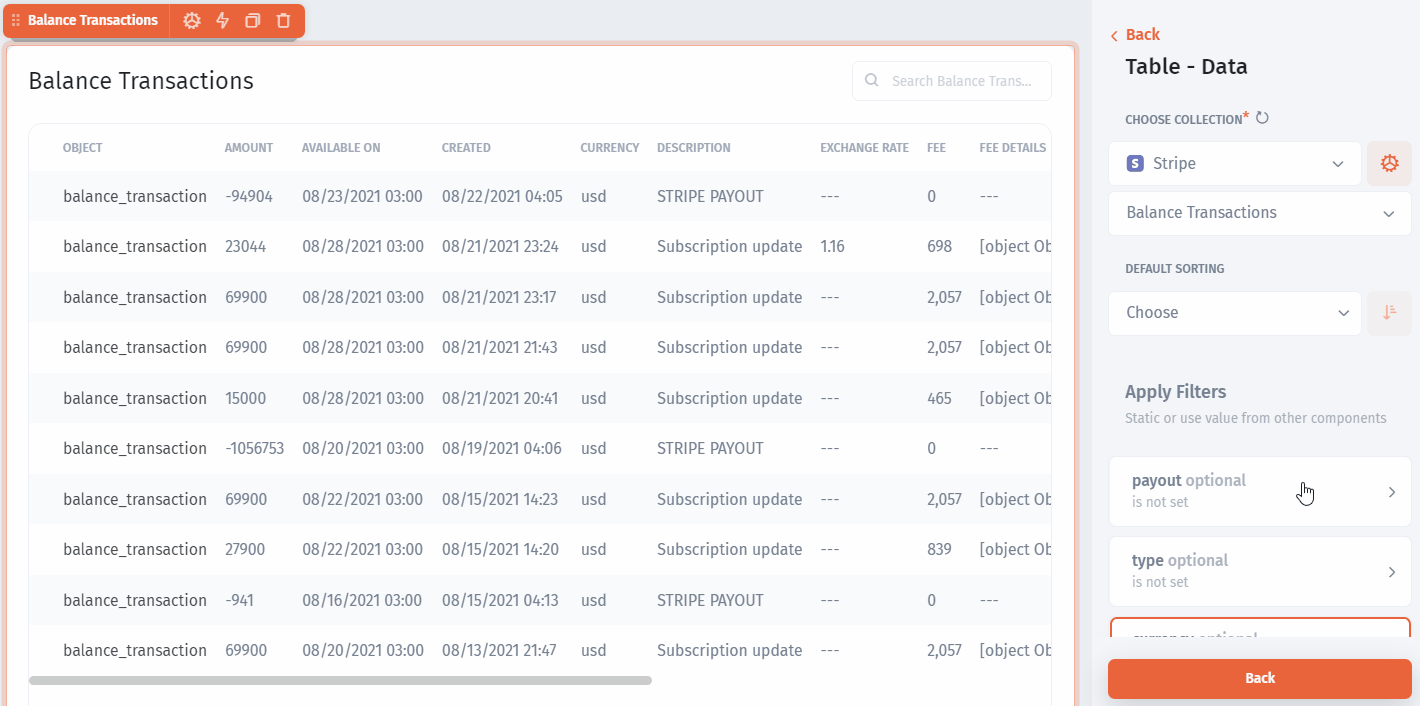 Balance Transactions
Balance Transactions
Search Balance Trans...
OBJECT AMOUNT AVAILABLE ON CREATED CURRENCY DESCRIPTION EXCHANGE RATE FEE FEE DETAILS
balance_transaction -94904 08/23/2021 03:00 08/22/2021 04:05 usd STRIPE PAYOUT --- 0 ---
balance_transaction 23044 08/28/2021 03:00 08/21/2021 23:24 usd Subscription update 1.16 698 [object Ob
balance_transaction 69900 08/28/2021 03:00 08/21/2021 23:17 usd Subscription update --- 2,057 [object Ob
balance_transaction 69900 08/28/2021 03:00 08/21/2021 21:43 usd Subscription update --- 2,057 [object Ob
balance_transaction 15000 08/28/2021 03:00 08/21/2021 20:41 usd Subscription update --- 465 [object Ob
balance_transaction -1056753 08/20/2021 03:00 08/19/2021 04:06 usd STRIPE PAYOUT --- 0 ---
balance_transaction 69900 08/22/2021 03:00 08/15/2021 14:23 usd Subscription update --- 2,057 [object Ob
balance_transaction 27900 08/22/2021 03:00 08/15/2021 14:20 usd Subscription update --- 839 [object Ob
balance_transaction -941 08/16/2021 03:00 08/15/2021 04:13 usd STRIPE PAYOUT --- 0 ---
balance_transaction 69900 08/20/2021 03:00 08/13/2021 21:47 usd Subscription update --- 2,057 [object Ob
Back
Table - Data
CHOOSE COLLECTION*
S Stripe
Balance Transactions
DEFAULT SORTING
Choose
Apply Filters
Static or use value from other components
payout optional
is not set
type optional
is not set
currency optional
Back